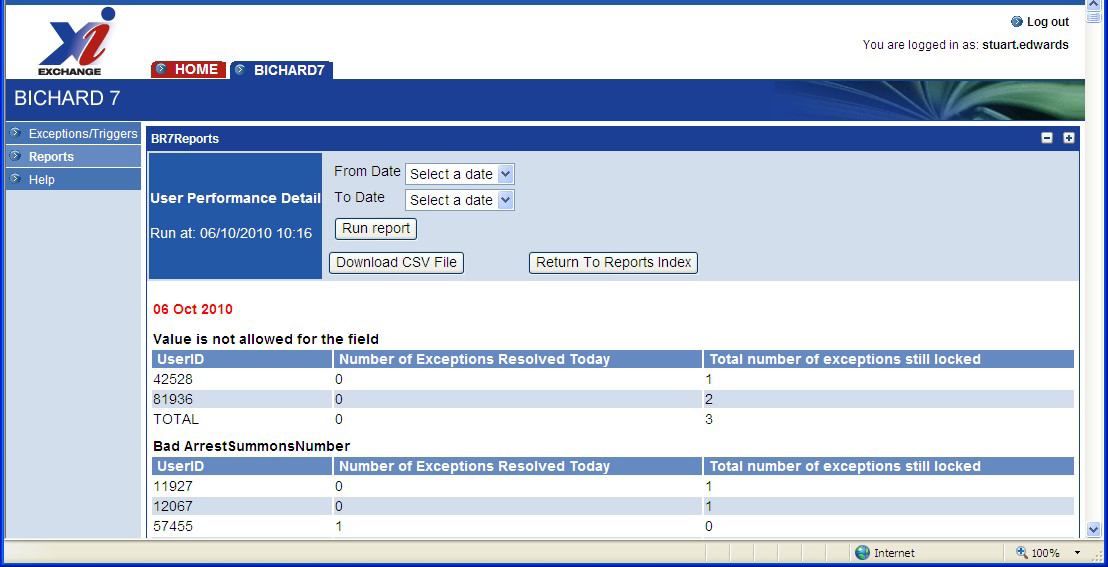 Xi
EXCHANGE
Log out
You are logged in as: stuart.edwards
HOME
BICHARD7
BICHARD 7
Exceptions/Triggers
Reports
Help
BR7Reports
User Performance Detail
Run at: 06/10/2010 10:16
From Date Select a date
To Date Select a date
Run report
Download CSV File Return To Reports Index
06 Oct 2010
Value is not allowed for the field
UserID Number of Exceptions Resolved Today Total number of exceptions still locked
42528 0 1
81936 0 2
TOTAL 0 3
Bad ArrestSummonsNumber
UserID Number of Exceptions Resolved Today Total number of exceptions still locked
11927 0 1
12067 0 1
57455 1 0
Internet 100%